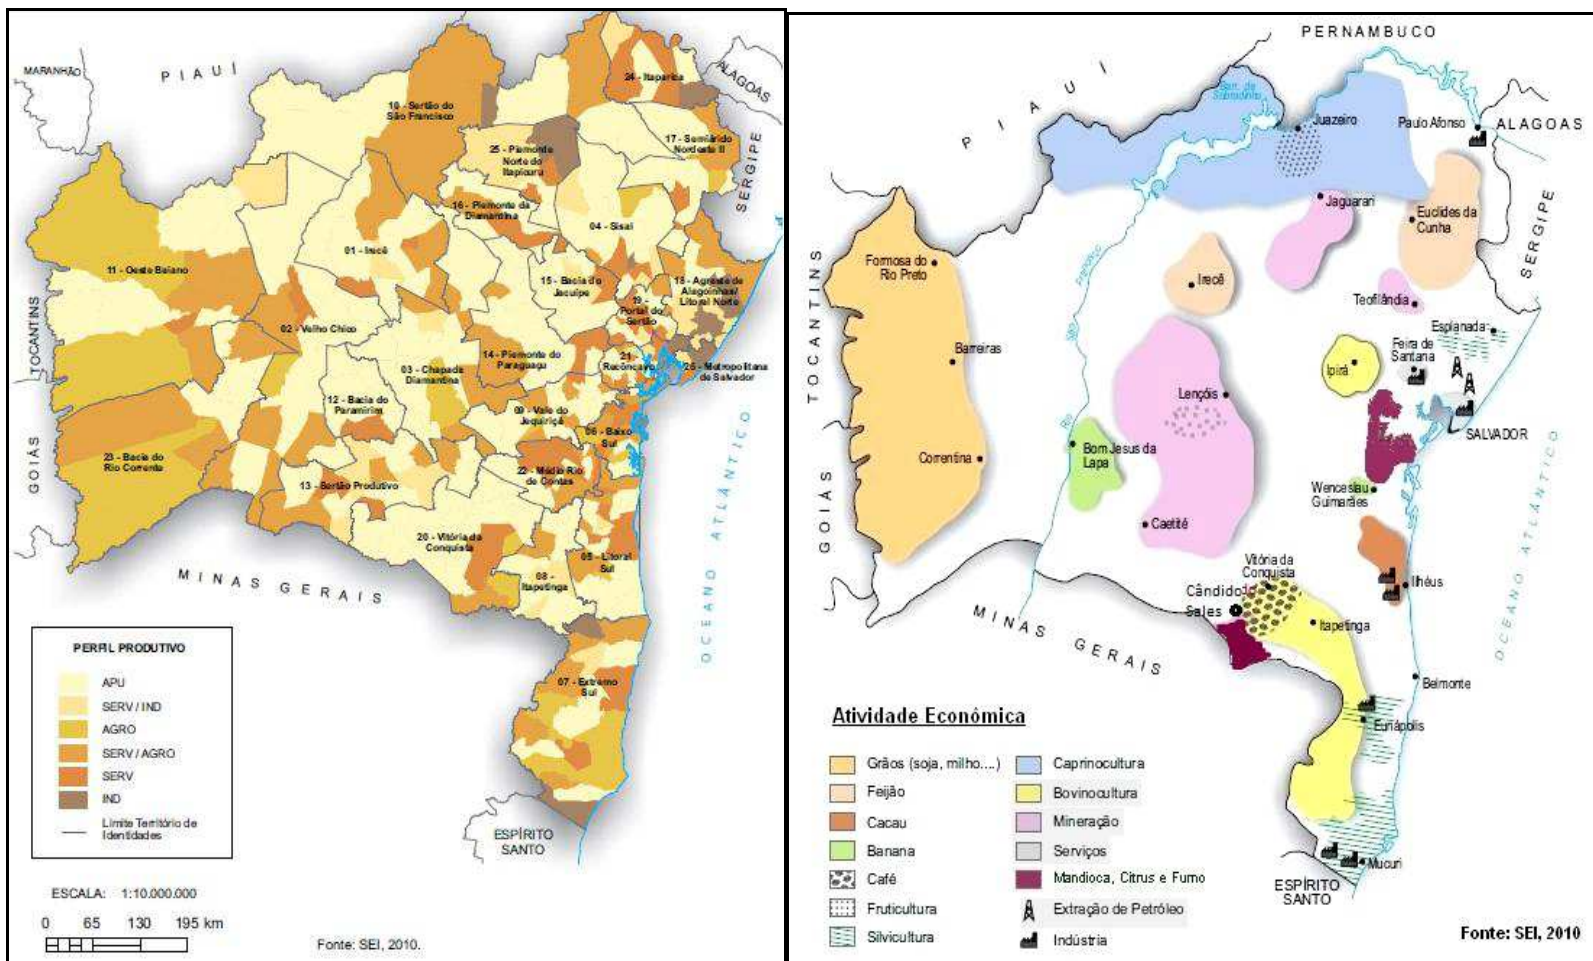 MARANHÃO
PIAUI
ALAGOAS
SERGIPE
TOCANTINS
GOIÁS
MINAS GERAIS
OCEANO ATLÂNTICO
ESPÍRITO
SANTO
24 - Itaparica
10 - Sertão do
São Francisco
17 - Semiárido
Nordeste II
25 - Piemonte
Norte do
Itapicuru
16 - Piemonte da
Diamantina
04 - Sisal
01 - Irecê
11 - Oeste Baiano
15 - Bacia do
Jacuípe
18 - Agreste de
Alagoinhas/
Litoral Norte
19 -
Portal do
Sertão
02 - Velho Chico
14 - Piemonte do
Paraguaçu
21
Recôncavo
26 - Metropolitana
de Salvador
03 - Chapada
Diamantina
12 - Bacia do
Paramirim
09 - Vale do
Jequiriçá
06 - Baixo
Sul
23 - Bacia do
Rio Corrente
22 - Médio Rio
de Contas
13 - Sertão Produtivo
20 - Vitória da
Conquista
05 - Litoral
Sul
08 -
Itapetinga
07 - Extremo
Sul
PERFIL PRODUTIVO
APU
SERV / IND
AGRO
SERV / AGRO
SERV
IND
Limite Território de
Identidades
ESCALA: 1:10.000.000
0 65 130 195 km
Fonte: SEI, 2010.
PERNAMBUCO
PIAUI
Barr. de
Sobradinho
Juazeiro
Paulo Afonso
ALAGOAS
SERGIPE
Jaguarari
Euclides da
Cunha
Formosa do
Rio Preto
Irecê
Teofilândia
TOCANTINS
Rio São Francisco
Esplanada
Barreiras
Ipirá
Feira de
Santana
Lençóis
SALVADOR
Correntina
Bom Jesus da
Lapa
Wenceslau
Guimarães
GOIÁS
Caetité
OCEANO ATLÂNTICO
Vitória da
Conquista
Cândido
Sales
Ilhéus
Itapetinga
MINAS GERAIS
Belmonte
Eunápolis
Mucuri
ESPÍRITO
SANTO
Atividade Econômica
Grãos (soja, milho....)
Feijão
Cacau
Banana
Café
Fruticultura
Silvicultura
Caprinocultura
Bovinocultura
Mineração
Serviços
Mandioca, Citrus e Fumo
Extração de Petróleo
Indústria
Fonte: SEI, 2010